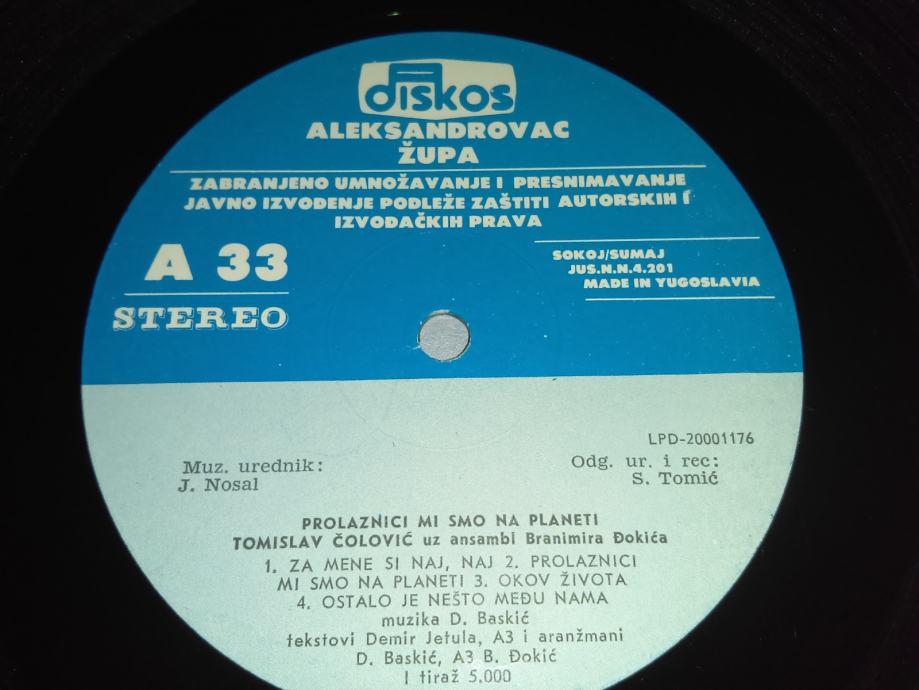 diskos
ALEKSANDROVAC
ŽUPA
ZABRANJENO UMNOŽAVANJE I PRESNIMAVANJE
JAVNO IZVOĐENJE PODLEŽE ZAŠTITI AUTORSKIH I
IZVOĐAČKIH PRAVA
A 33
STEREO
SOKOJ/SUMAJ
JUS.N.N.4.201
MADE IN YUGOSLAVIA
LPD-20001176
Muz. urednik:
J. Nosal
Odg. ur. i rec:
S. Tomić
PROLAZNICI MI SMO NA PLANETI
TOMISLAV ČOLOVIĆ uz ansambl Branimira Đokića
1. ZA MENE SI NAJ, NAJ 2. PROLAZNICI
MI SMO NA PLANETI 3. OKOV ŽIVOTA
4. OSTALO JE NEŠTO MEĐU NAMA
muzika D. Baskić
tekstovi Demir Jetula, A3 i aranžmani
D. Baskić, A3 B. Đokić
I tiraž 5.000